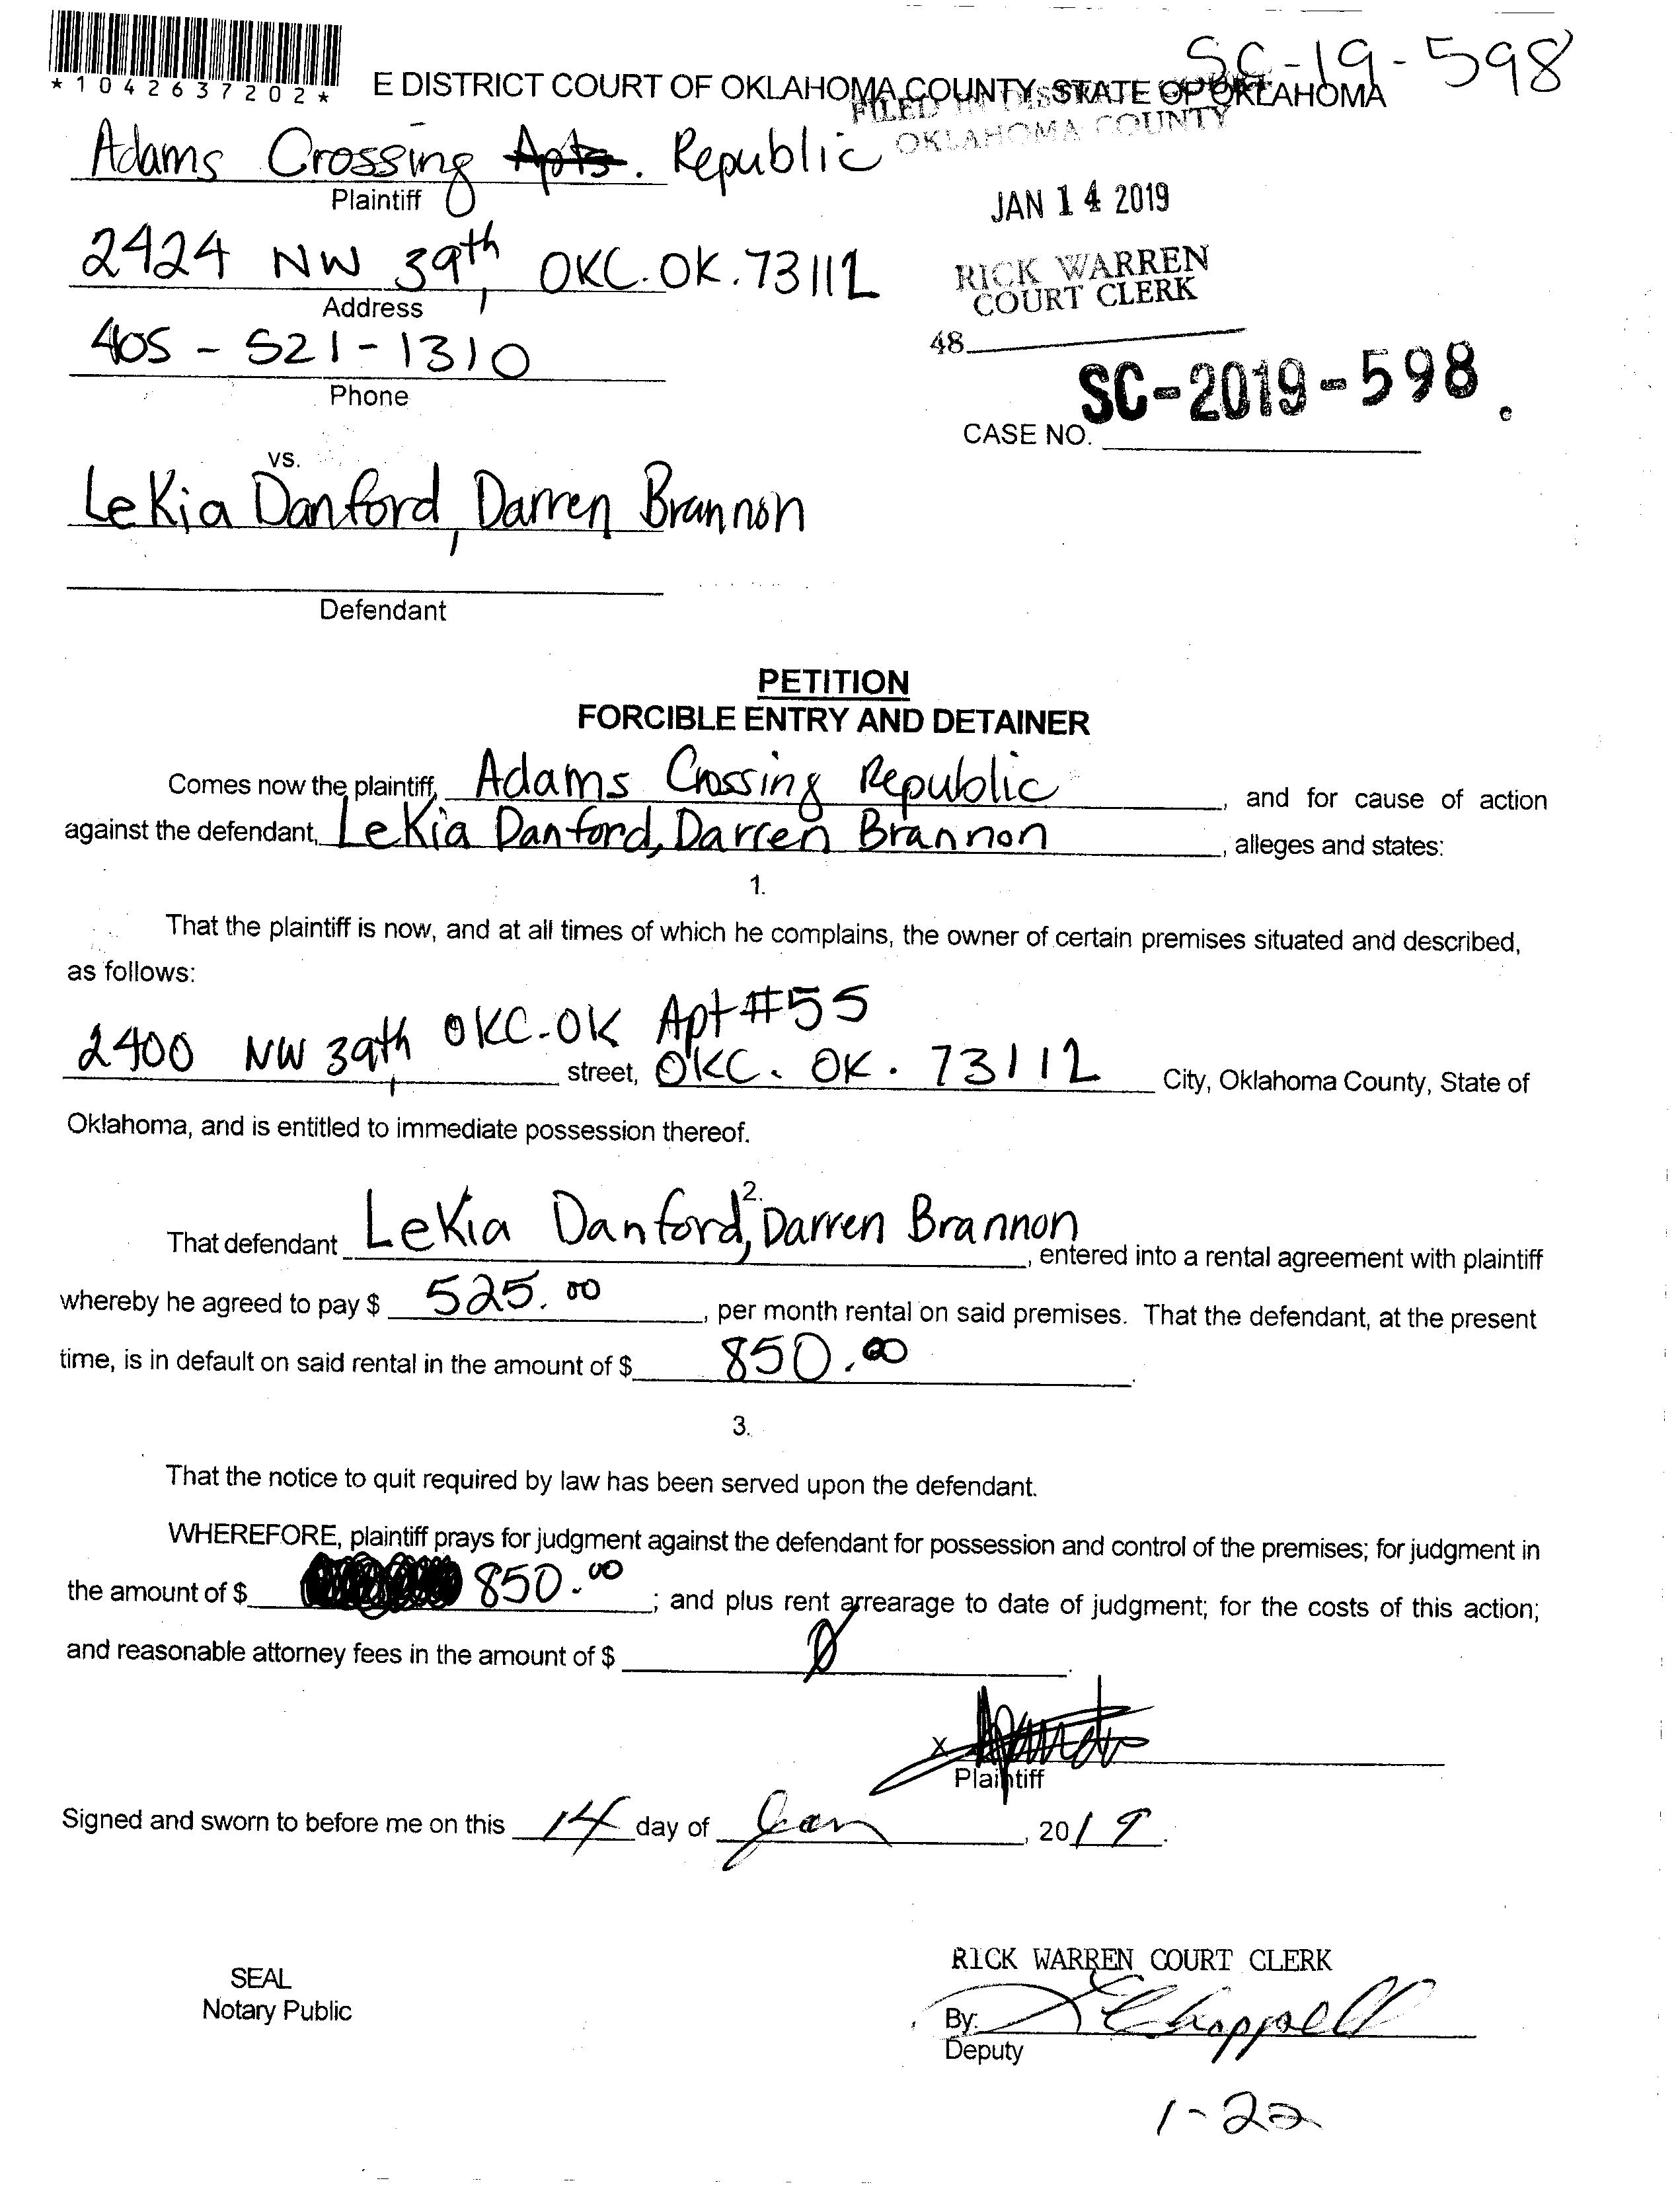 SC-19-598
*1042637202*
E DISTRICT COURT OF OKLAHOMA COUNTY, STATE OF OKLAHOMA
FILED IN DISTRICT COURT
OKLAHOMA COUNTY
Adams Crossing Apts. Republic
Plaintiff
JAN 14 2019
2424 NW 39th, OKC. OK. 73112
Address
RICK WARREN
COURT CLERK
405-521-1310
Phone
48
SC-2019-598.
CASE NO.
vs.
LeKia Danford, Darren Brannon
Defendant
PETITION
FORCIBLE ENTRY AND DETAINER
Comes now the plaintiff, Adams Crossing Republic, and for cause of action
against the defendant, LeKia Danford, Darren Brannon, alleges and states:
1.
That the plaintiff is now, and at all times of which he complains, the owner of certain premises situated and described,
as follows:
2400 NW 39th, OKC-OK Apt #55 street, OKC. OK. 73112 City, Oklahoma County, State of
Oklahoma, and is entitled to immediate possession thereof.
2.
That defendant LeKia Danford, Darren Brannon, entered into a rental agreement with plaintiff
whereby he agreed to pay $ 525.00, per month rental on said premises. That the defendant, at the present
time, is in default on said rental in the amount of $ 850.00.
3.
That the notice to quit required by law has been served upon the defendant.
WHEREFORE, plaintiff prays for judgment against the defendant for possession and control of the premises; for judgment in
the amount of $ 850.00; and plus rent arrearage to date of judgment; for the costs of this action;
and reasonable attorney fees in the amount of $ Ø.
X
Plaintiff
Signed and sworn to before me on this 14 day of Jan, 2019.
SEAL
Notary Public
RICK WARREN COURT CLERK
By: Chappell
Deputy
1-22